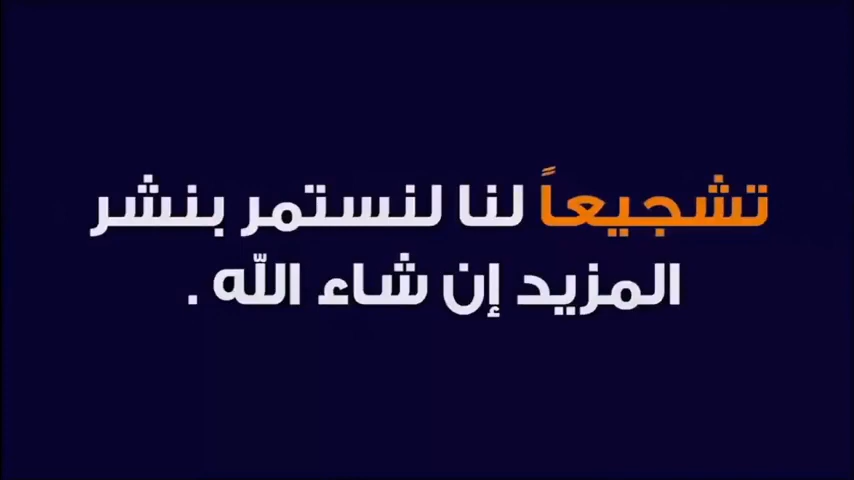 تشجيعاً لنا لنستمر بنشر
المزيد إن شاء الله .